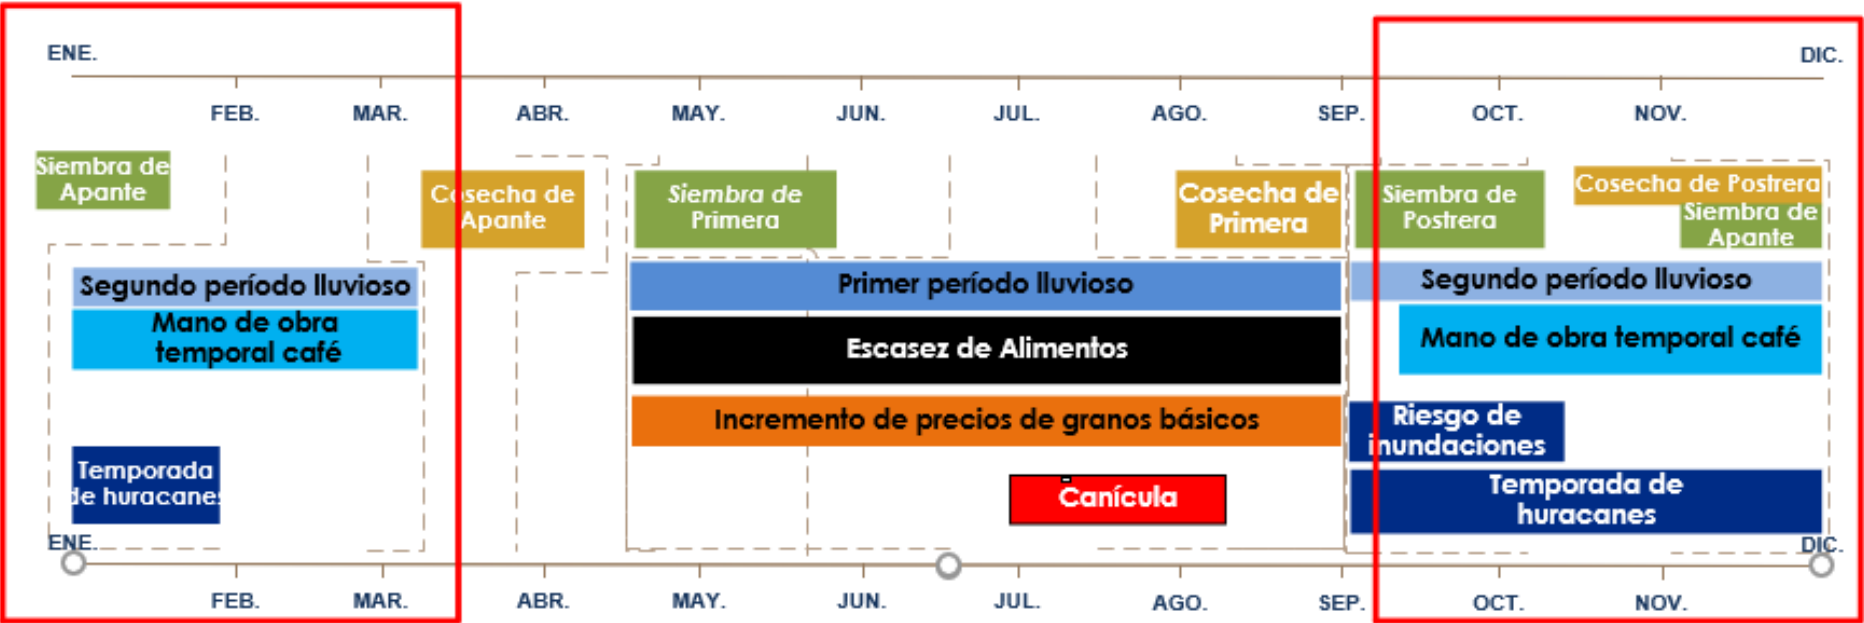 ENE.
DIC.
FEB.
MAR.
ABR.
MAY.
JUN.
JUL.
AGO.
SEP.
OCT.
NOV.
Siembra de
Apante
Cosecha de
Apante
Siembra de
Primera
Cosecha de
Primera
Siembra de
Postrera
Cosecha de Postrera
Siembra de
Apante
Segundo período lluvioso
Primer período lluvioso
Segundo período lluvioso
Mano de obra
temporal café
Escasez de Alimentos
Mano de obra temporal café
Incremento de precios de granos básicos
Riesgo de
inundaciones
Temporada
de huracanes
Canícula
Temporada de
huracanes
ENE.
DIC.
FEB.
MAR.
ABR.
MAY.
JUN.
JUL.
AGO.
SEP.
OCT.
NOV.